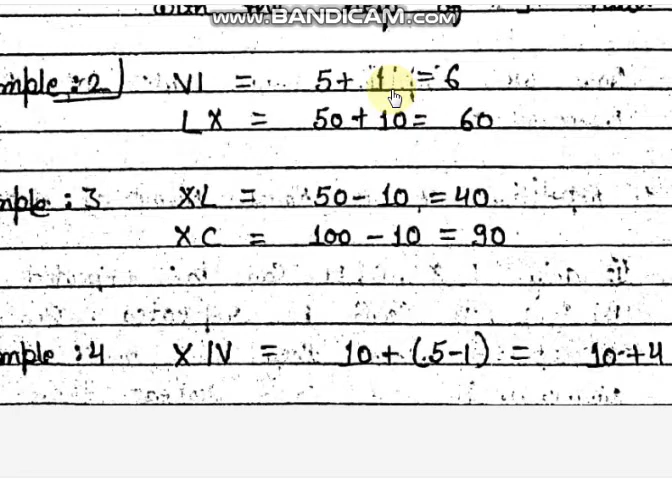 www.BANDICAM.com
mple : 2 VI = 5 + 1 = 6
LX = 50 + 10 = 60
mple : 3 XL = 50 - 10 = 40
XC = 100 - 10 = 90
mple : 4 XIV = 10 + (5-1) = 10 + 4